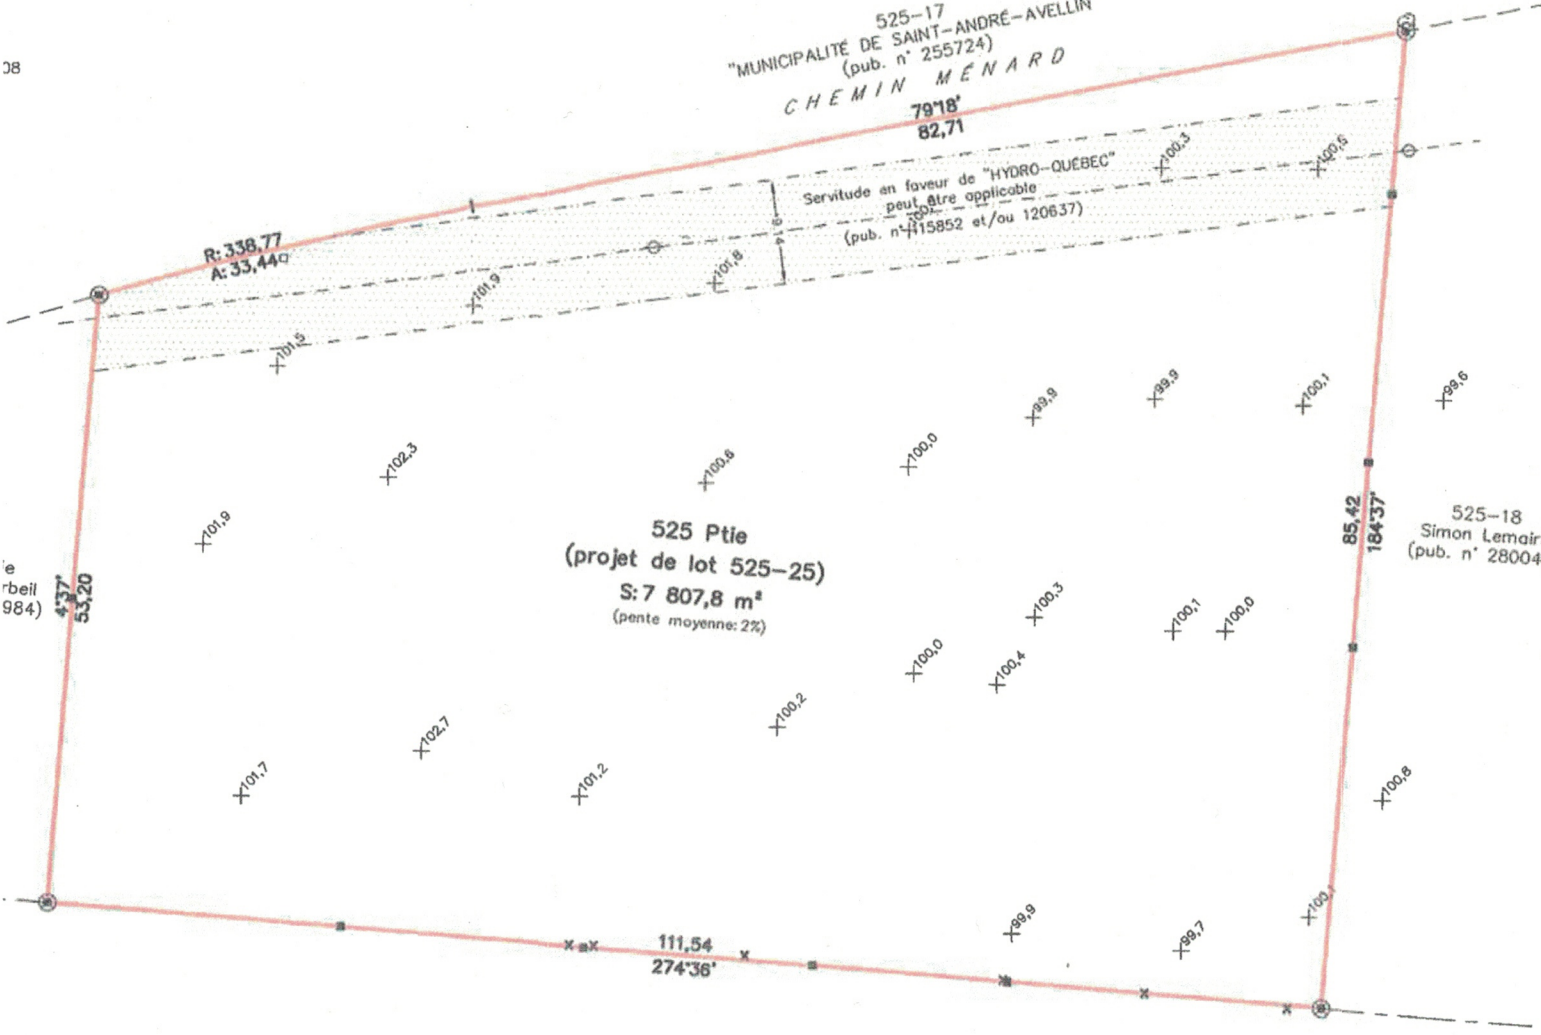 525-17
"MUNICIPALITÉ DE SAINT-ANDRÉ-AVELLIN
(pub. n° 255724)
CHEMIN MÉNARD
08
79°18'
82,71
R: 338,77
A: 33,44
Servitude en faveur de "HYDRO-QUÉBEC"
peut être applicable
(pub. n° 115852 et/ou 120637)
9,4
100,3
100,5
101,8
101,9
101,5
99,9
99,9
100,1
99,6
102,3
100,6
100,0
101,9
525 Ptie
(projet de lot 525-25)
S: 7 807,8 m²
(pente moyenne: 2%)
85,42
184°37'
525-18
Simon Lemair
(pub. n° 28004
e
rbeil
984)
4°37'
53,20
100,3
100,1
100,0
100,0
100,4
100,2
102,7
101,7
101,2
100,8
100,1
99,9
99,7
111,54
274°36'